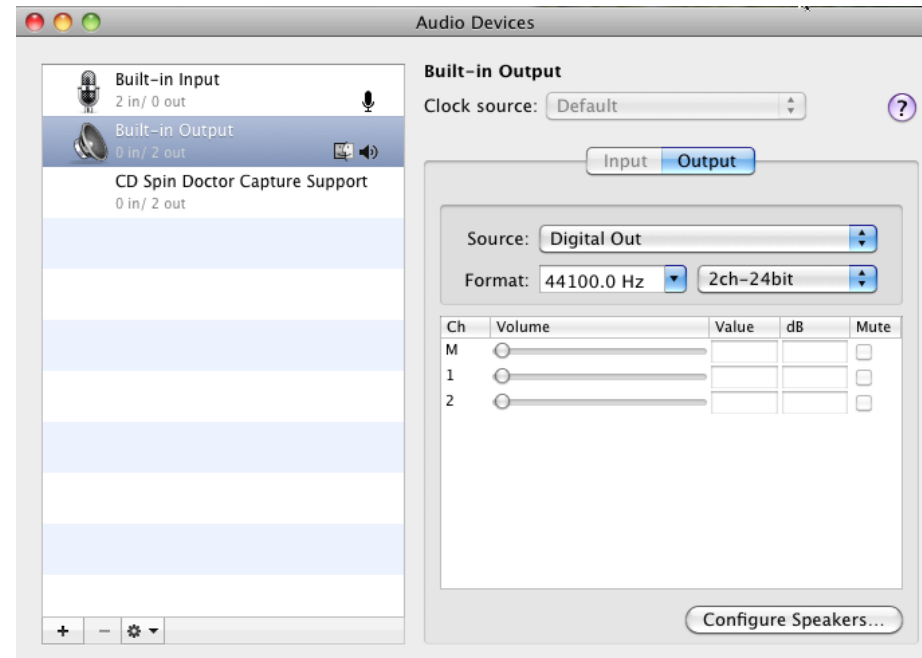 Audio Devices
Built-in Input
2 in/ 0 out
Built-in Output
0 in/ 2 out
CD Spin Doctor Capture Support
0 in/ 2 out
+ −
Built-in Output
Clock source: Default
?
Input Output
Source: Digital Out
Format: 44100.0 Hz 2ch-24bit
Ch Volume Value dB Mute
M
1
2
Configure Speakers...